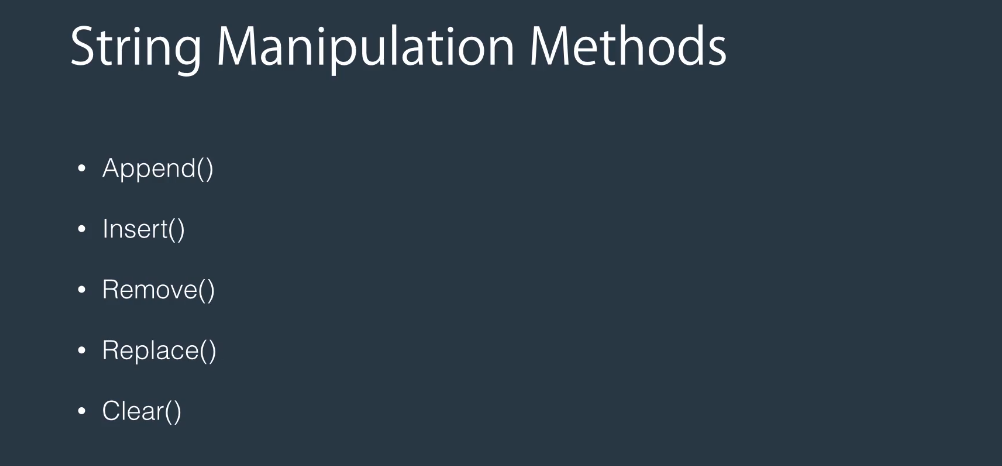 String Manipulation Methods
• Append()
• Insert()
• Remove()
• Replace()
• Clear()